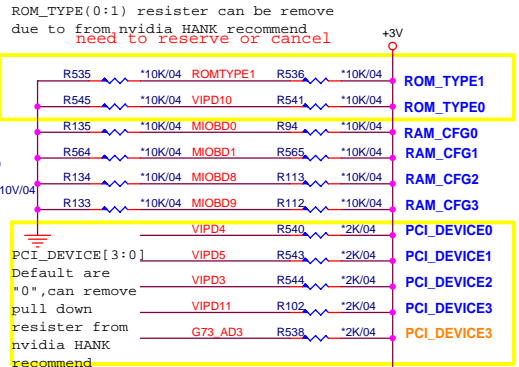 ROM_TYPE(0:1) resister can be remove
due to from nvidia HANK recommend
need to reserve or cancel
+3V
R535 *10K/04 ROMTYPE1 R536 *10K/04 ROM_TYPE1
R545 *10K/04 VIPD10 R541 *10K/04 ROM_TYPE0
R135 *10K/04 MIOBD0 R94 *10K/04 RAM_CFG0
R564 *10K/04 MIOBD1 R565 *10K/04 RAM_CFG1
R134 *10K/04 MIOBD8 R113 *10K/04 RAM_CFG2
10V/04
R133 *10K/04 MIOBD9 R112 *10K/04 RAM_CFG3
VIPD4 R540 *2K/04 PCI_DEVICE0
VIPD5 R543 *2K/04 PCI_DEVICE1
VIPD3 R544 *2K/04 PCI_DEVICE2
VIPD11 R102 *2K/04 PCI_DEVICE3
G73_AD3 R538 *2K/04 PCI_DEVICE3
PCI_DEVICE[3:0]
Default are
"0",can remove
pull down
resister from
nvidia HANK
recommend